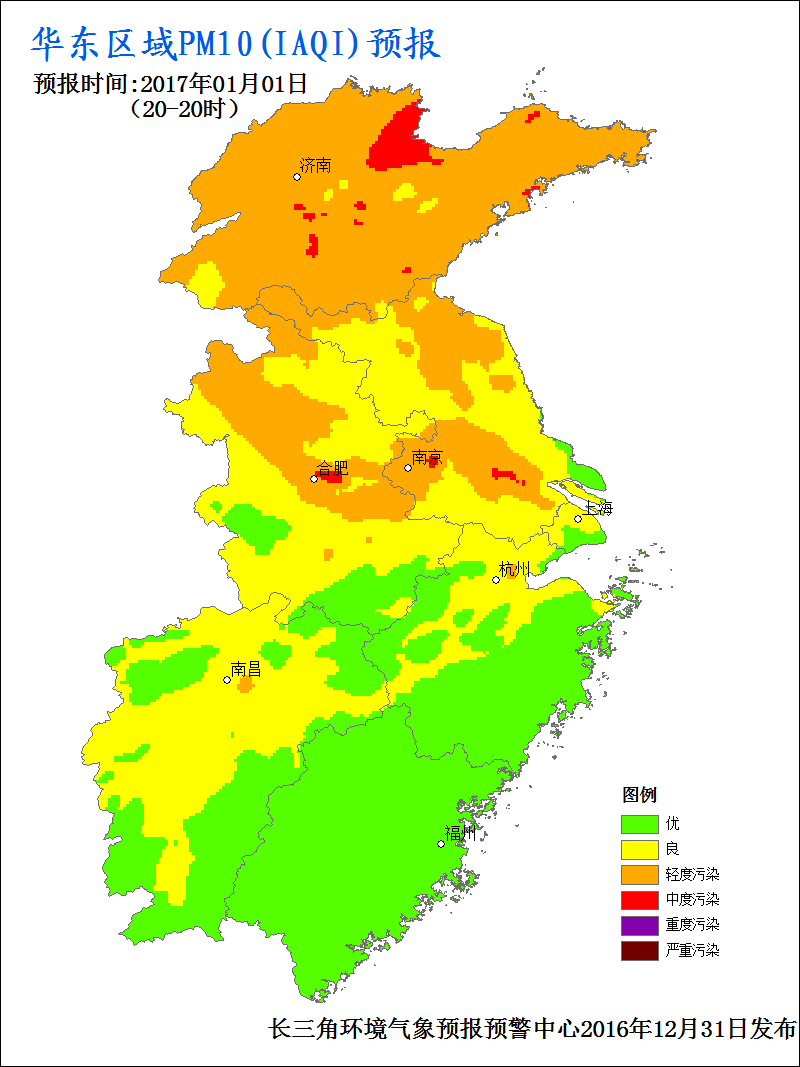 华东区域PM10(IAQI)预报
预报时间:2017年01月01日
（20-20时）
济南
合肥
南京
上海
杭州
南昌
福州
图例
优
良
轻度污染
中度污染
重度污染
严重污染
长三角环境气象预报预警中心2016年12月31日发布